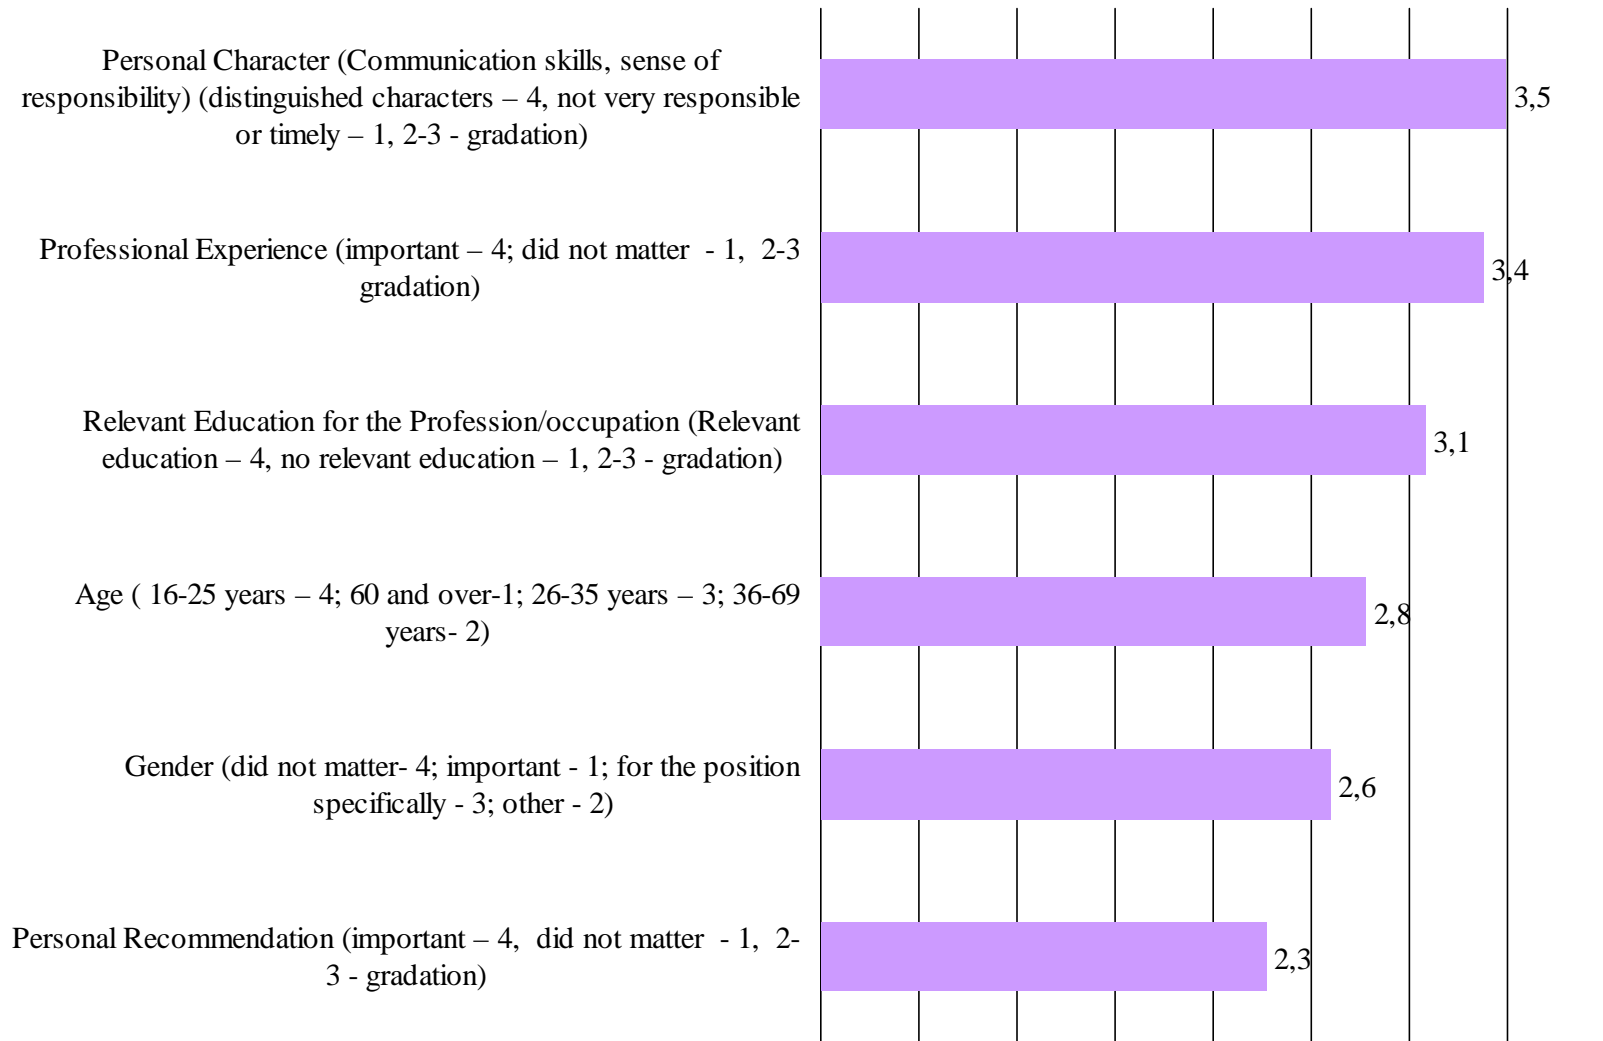 Personal Character (Communication skills, sense of
responsibility) (distinguished characters – 4, not very responsible
or timely – 1, 2-3 - gradation)
3,5
Professional Experience (important – 4; did not matter  - 1,  2-3
gradation)
3,4
Relevant Education for the Profession/occupation (Relevant
education – 4, no relevant education – 1, 2-3 - gradation)
3,1
Age ( 16-25 years – 4; 60 and over-1; 26-35 years – 3; 36-69
years- 2)
2,8
Gender (did not matter- 4; important - 1; for the position
specifically - 3; other - 2)
2,6
Personal Recommendation (important – 4,  did not matter  - 1,  2-
3 - gradation)
2,3